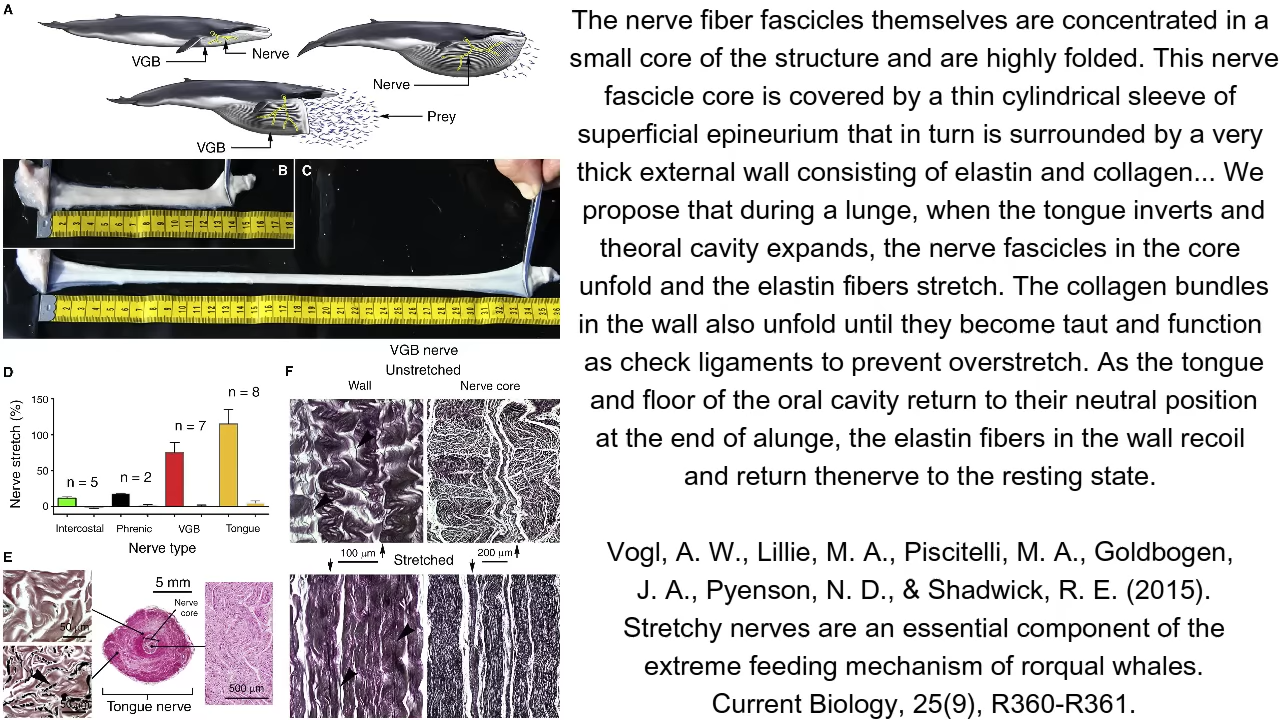 A
Nerve
VGB
Nerve
Prey
VGB
B
C
VGB nerve
D
n = 8
n = 7
n = 5
n = 2
150
100
50
0
Nerve stretch (%)
Intercostal Phrenic VGB Tongue
Nerve type
E
5 mm
Nerve
core
50 µm
500 µm
Tongue nerve
F
Unstretched
Wall Nerve core
100 µm 200 µm
Stretched
The nerve fiber fascicles themselves are concentrated in a
small core of the structure and are highly folded. This nerve
fascicle core is covered by a thin cylindrical sleeve of
superficial epineurium that in turn is surrounded by a very
thick external wall consisting of elastin and collagen... We
propose that during a lunge, when the tongue inverts and
theoral cavity expands, the nerve fascicles in the core
unfold and the elastin fibers stretch. The collagen bundles
in the wall also unfold until they become taut and function
as check ligaments to prevent overstretch. As the tongue
and floor of the oral cavity return to their neutral position
at the end of alunge, the elastin fibers in the wall recoil
and return thenerve to the resting state.
Vogl, A. W., Lillie, M. A., Piscitelli, M. A., Goldbogen,
J. A., Pyenson, N. D., & Shadwick, R. E. (2015).
Stretchy nerves are an essential component of the
extreme feeding mechanism of rorqual whales.
Current Biology, 25(9), R360-R361.